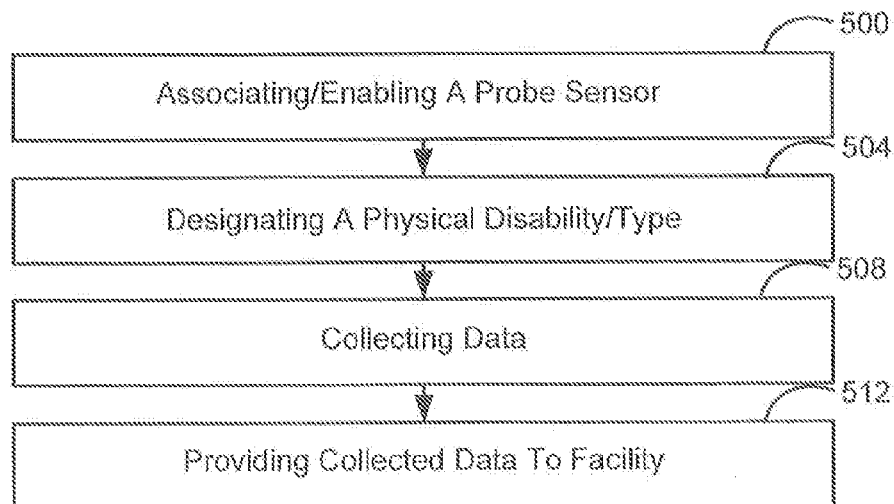 500
Associating/Enabling A Probe Sensor
504
Designating A Physical Disability/Type
508
Collecting Data
512
Providing Collected Data To Facility